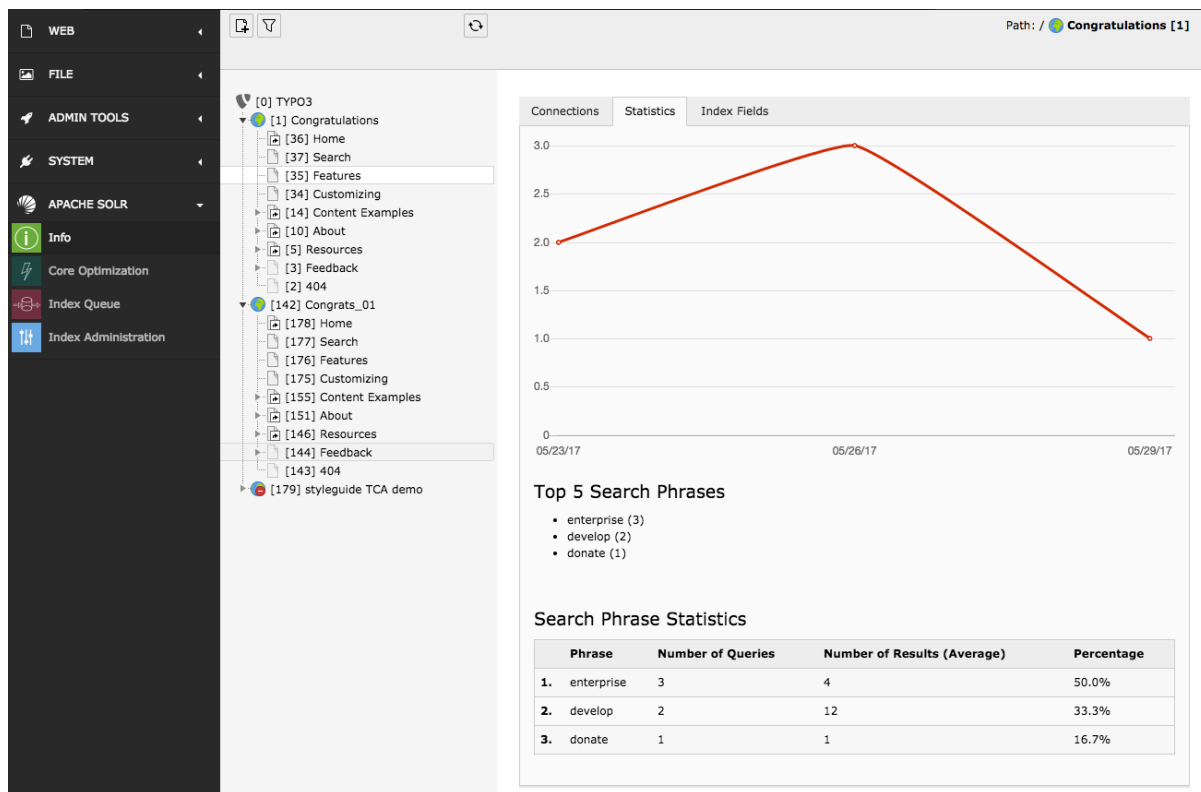 WEB
FILE
ADMIN TOOLS
SYSTEM
APACHE SOLR
Info
Core Optimization
Index Queue
Index Administration
Path: / Congratulations [1]
[0] TYPO3
[1] Congratulations
[36] Home
[37] Search
[35] Features
[34] Customizing
[14] Content Examples
[10] About
[5] Resources
[3] Feedback
[2] 404
[142] Congrats_01
[178] Home
[177] Search
[176] Features
[175] Customizing
[155] Content Examples
[151] About
[146] Resources
[144] Feedback
[143] 404
[179] styleguide TCA demo
Connections Statistics Index Fields
3.0
2.5
2.0
1.5
1.0
0.5
0
05/23/17 05/26/17 05/29/17
Top 5 Search Phrases
• enterprise (3)
• develop (2)
• donate (1)
Search Phrase Statistics
Phrase Number of Queries Number of Results (Average) Percentage
1. enterprise 3 4 50.0%
2. develop 2 12 33.3%
3. donate 1 1 16.7%